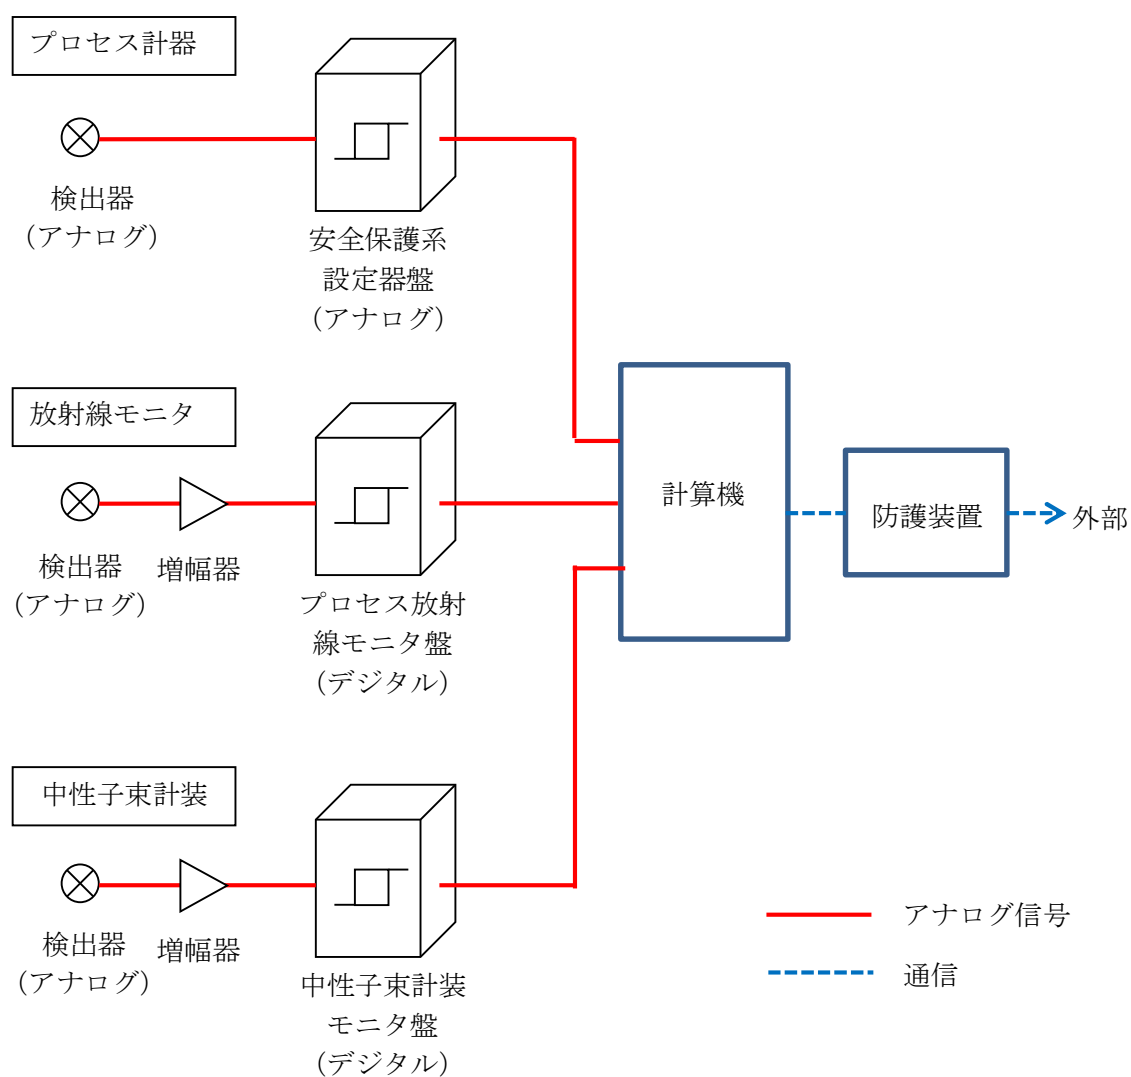 プロセス計器
検出器
(アナログ)
安全保護系
設定器盤
(アナログ)
放射線モニタ
検出器
(アナログ)
増幅器
プロセス放射
線モニタ盤
(デジタル)
中性子束計装
検出器
(アナログ)
増幅器
中性子束計装
モニタ盤
(デジタル)
計算機
防護装置
外部
アナログ信号
通信